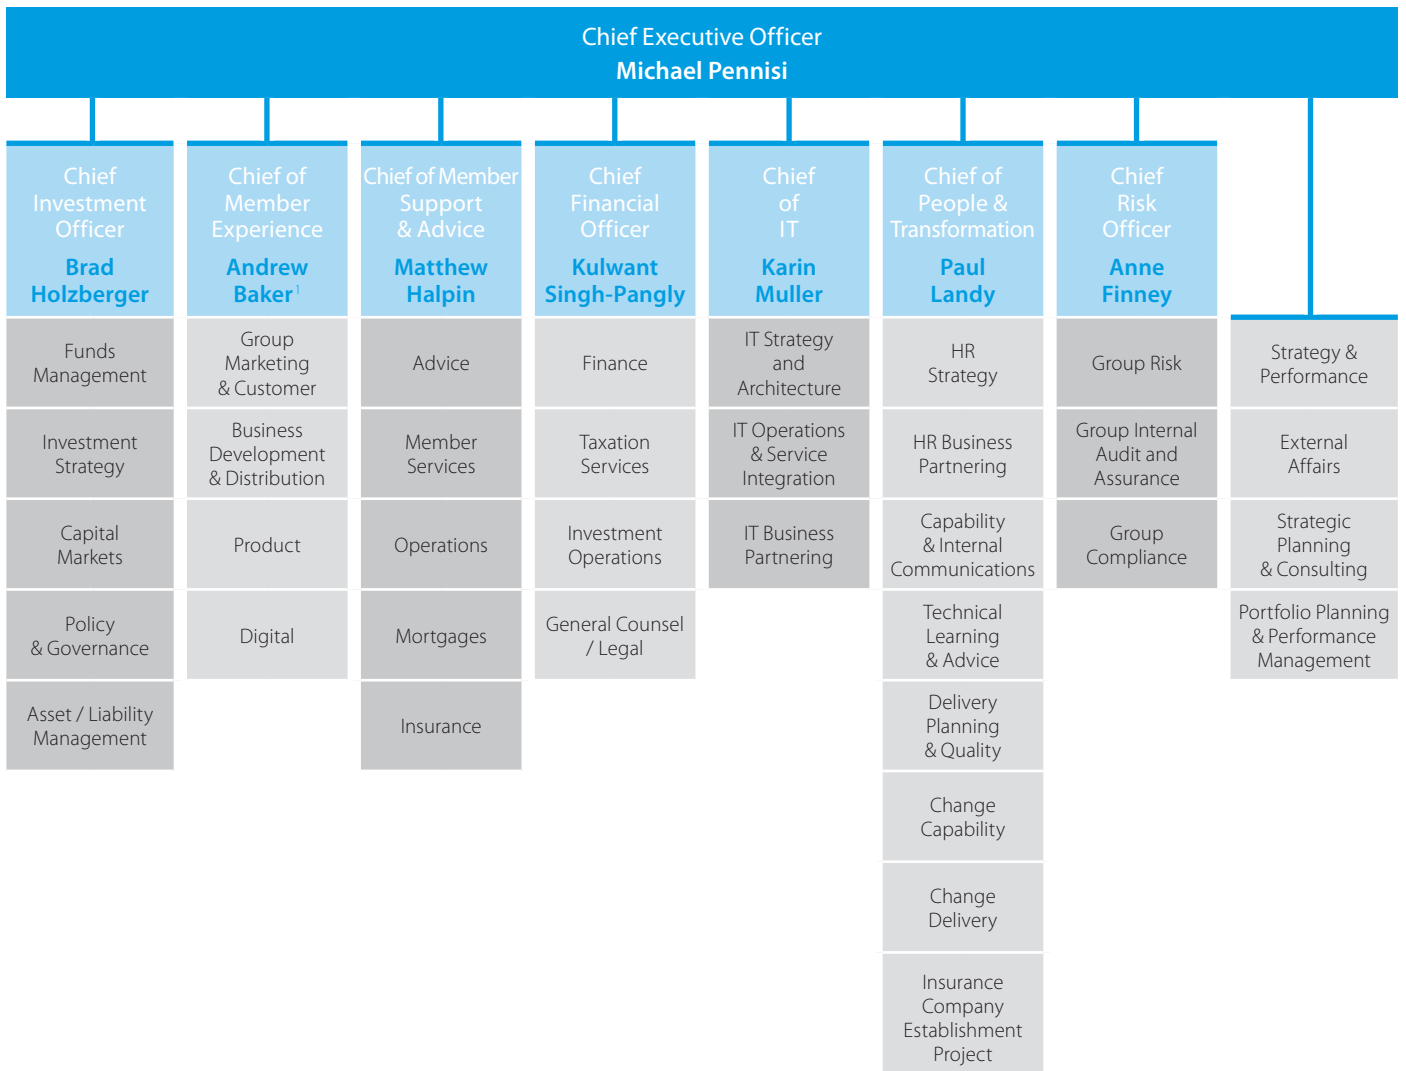 Chief Executive Officer
Michael Pennisi
Chief
Investment
Officer
Brad
Holzberger
Funds
Management
Investment
Strategy
Capital
Markets
Policy
& Governance
Asset / Liability
Management
Chief of
Member
Experience
Andrew
Baker¹
Group
Marketing
& Customer
Business
Development
& Distribution
Product
Digital
Chief of Member
Support
& Advice
Matthew
Halpin
Advice
Member
Services
Operations
Mortgages
Insurance
Chief
Financial
Officer
Kulwant
Singh-Pangly
Finance
Taxation
Services
Investment
Operations
General Counsel
/ Legal
Chief
of
IT
Karin
Muller
IT Strategy
and
Architecture
IT Operations
& Service
Integration
IT Business
Partnering
Chief of
People &
Transformation
Paul
Landy
HR
Strategy
HR Business
Partnering
Capability
& Internal
Communications
Technical
Learning
& Advice
Delivery
Planning
& Quality
Change
Capability
Change
Delivery
Insurance
Company
Establishment
Project
Chief
Risk
Officer
Anne
Finney
Group Risk
Group Internal
Audit and
Assurance
Group
Compliance
Strategy &
Performance
External
Affairs
Strategic
Planning
& Consulting
Portfolio Planning
& Performance
Management